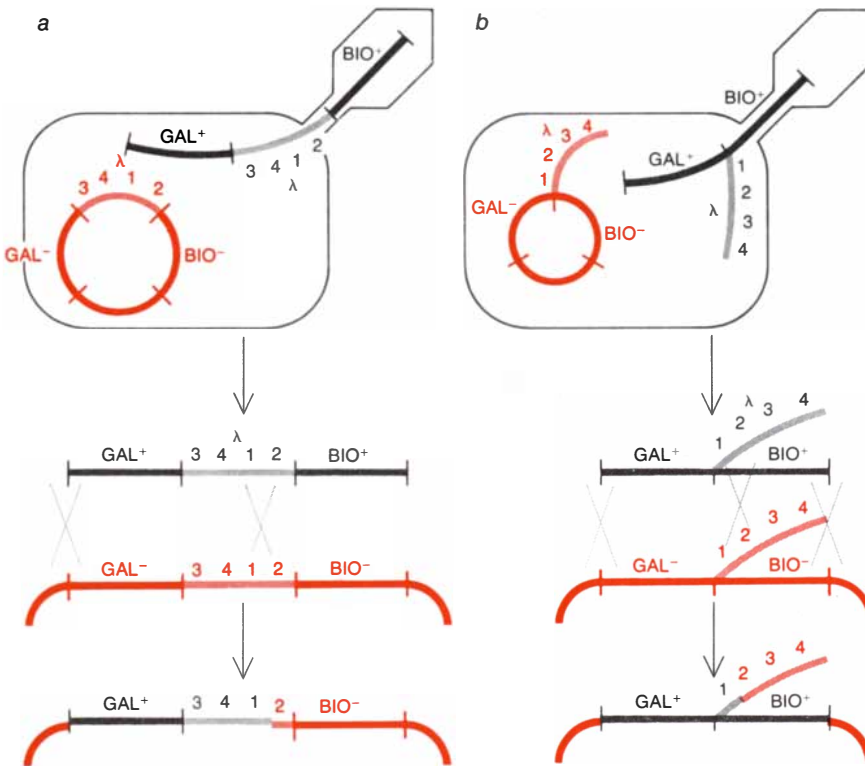 a
BIO+
GAL+
3 4 1 2
λ
λ
3 4 1 2
GAL−
BIO−
λ
3 4 1 2
GAL+
BIO+
GAL−
3 4 1 2
BIO−
GAL+
3 4 1 2
BIO−
b
BIO+
λ 3 4
2
1
GAL+
GAL−
BIO−
1
2
λ
3
4
λ
1 2 3 4
GAL+
BIO+
1 2 3 4
GAL−
BIO−
1 2 3 4
GAL+
BIO+